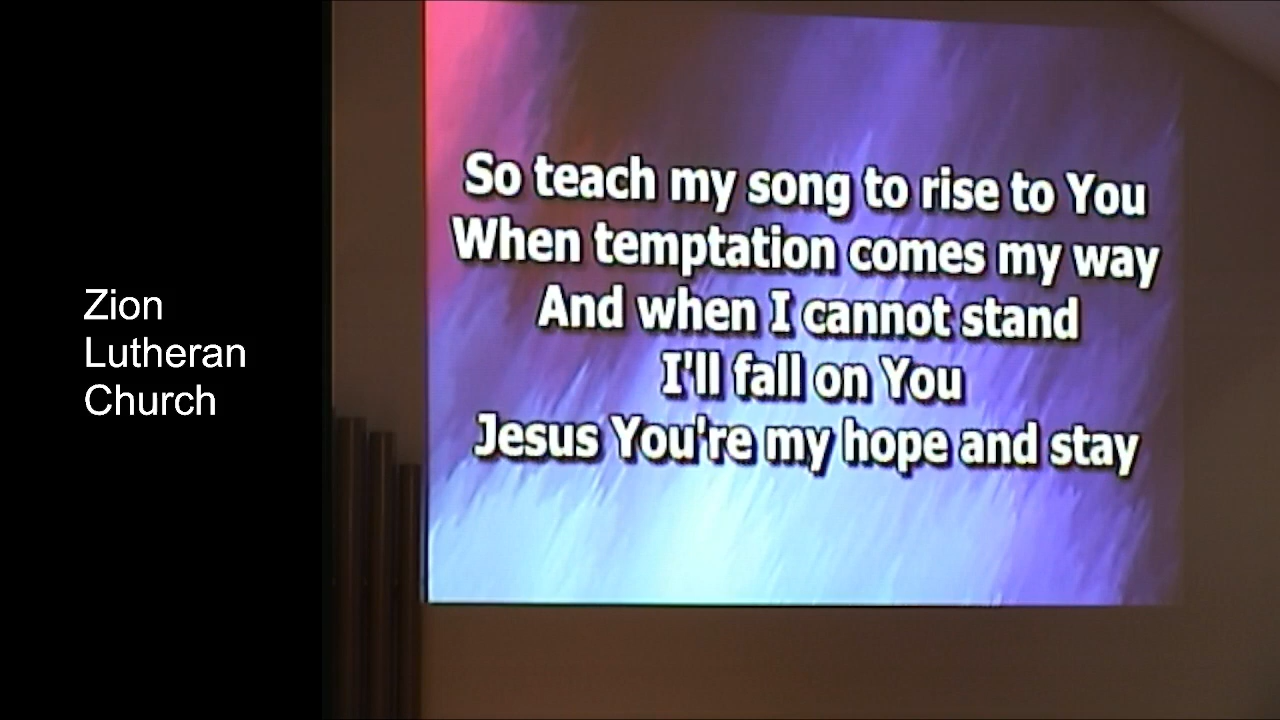 Zion
Lutheran
Church
So teach my song to rise to You
When temptation comes my way
And when I cannot stand
I'll fall on You
Jesus You're my hope and stay